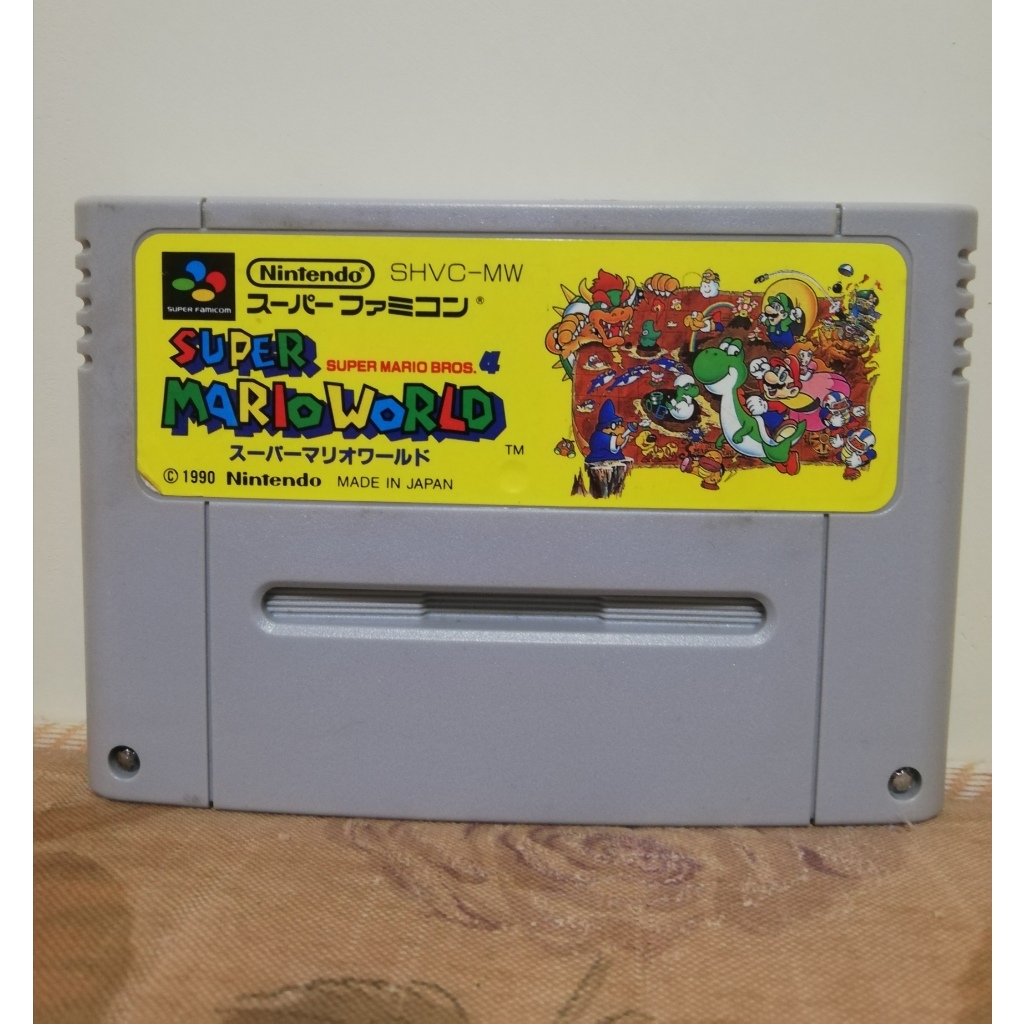 SUPER FAMICOM
Nintendo® SHVC-MW
スーパーファミコン®
SUPER
SUPER MARIO BROS. 4
MARIO WORLD
スーパーマリオワールド ™
© 1990 Nintendo MADE IN JAPAN